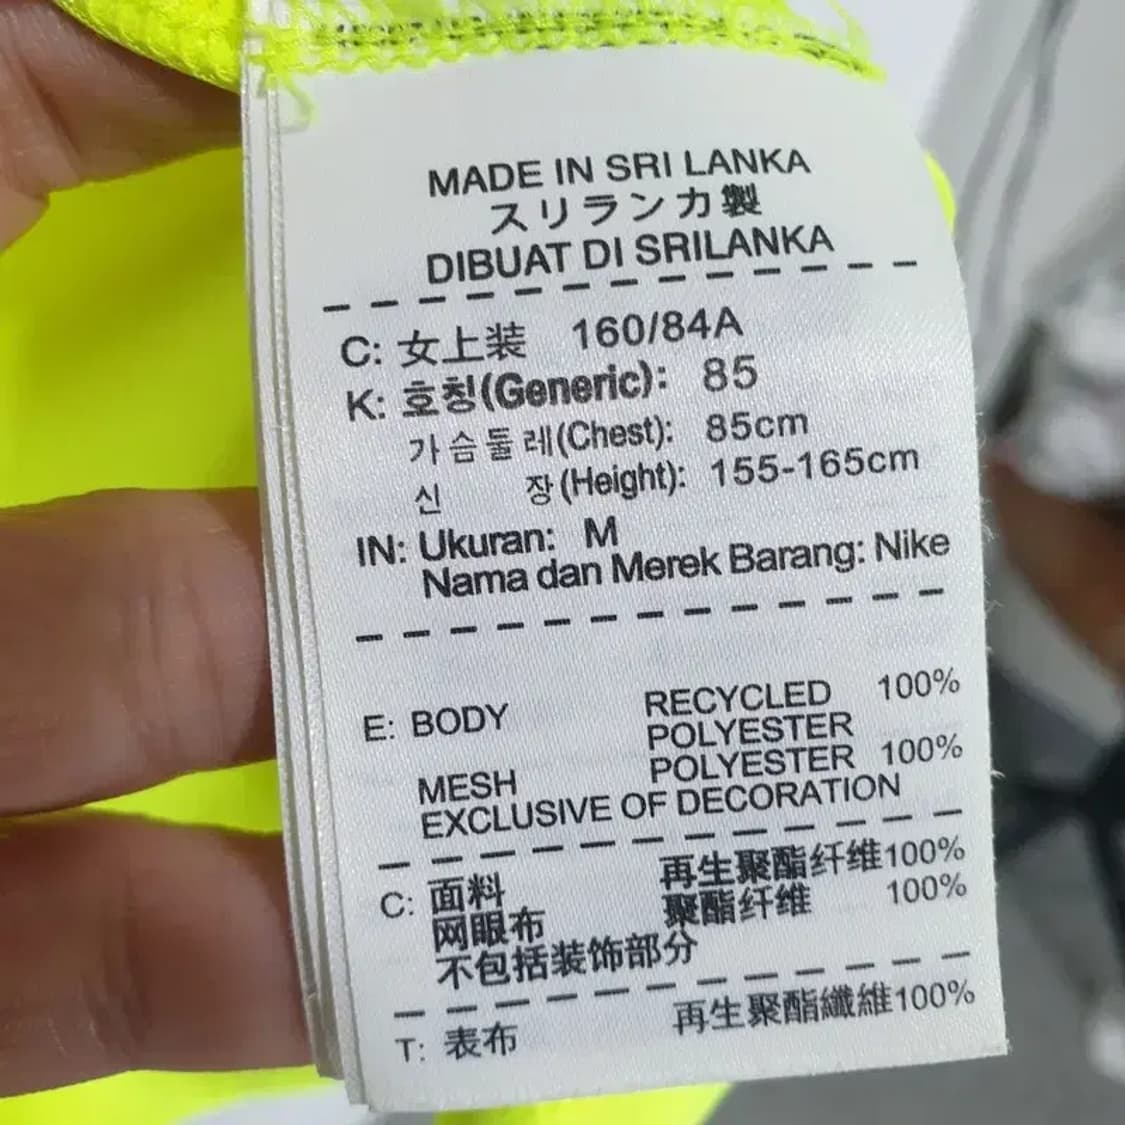 MADE IN SRI LANKA
スリランカ製
DIBUAT DI SRILANKA
C: 女上装 160/84A
K: 호칭(Generic): 85
가슴둘레(Chest): 85cm
신 장(Height): 155-165cm
IN: Ukuran: M
Nama dan Merek Barang: Nike
E: BODY RECYCLED 100%
POLYESTER
MESH POLYESTER 100%
EXCLUSIVE OF DECORATION
C: 面料 再生聚酯纤维100%
网眼布 聚酯纤维 100%
不包括装饰部分
T: 表布 再生聚酯纖維100%